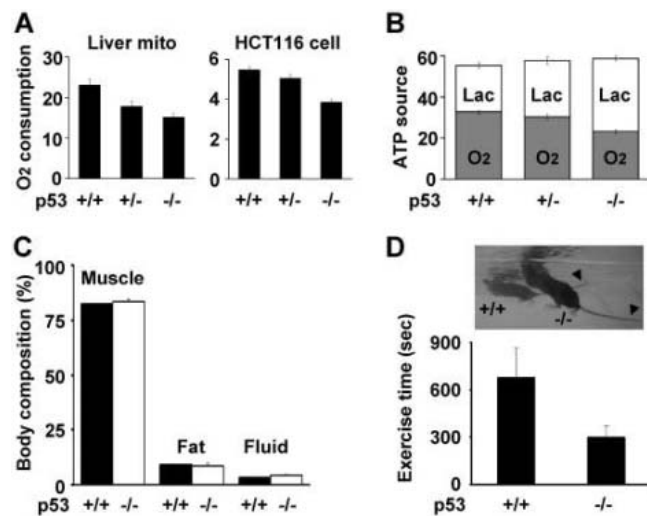 A
Liver mito
HCT116 cell
O2 consumption
30
20
10
0
6
4
2
0
p53 +/+ +/- -/- +/+ +/- -/-
B
ATP source
60
40
20
0
Lac Lac Lac
O2 O2 O2
p53 +/+ +/- -/-
C
Body composition (%)
100
75
50
25
0
Muscle
Fat Fluid
p53 +/+ -/- +/+ -/- +/+ -/-
D
+/+
-/-
Exercise time (sec)
900
600
300
0
p53 +/+ -/-